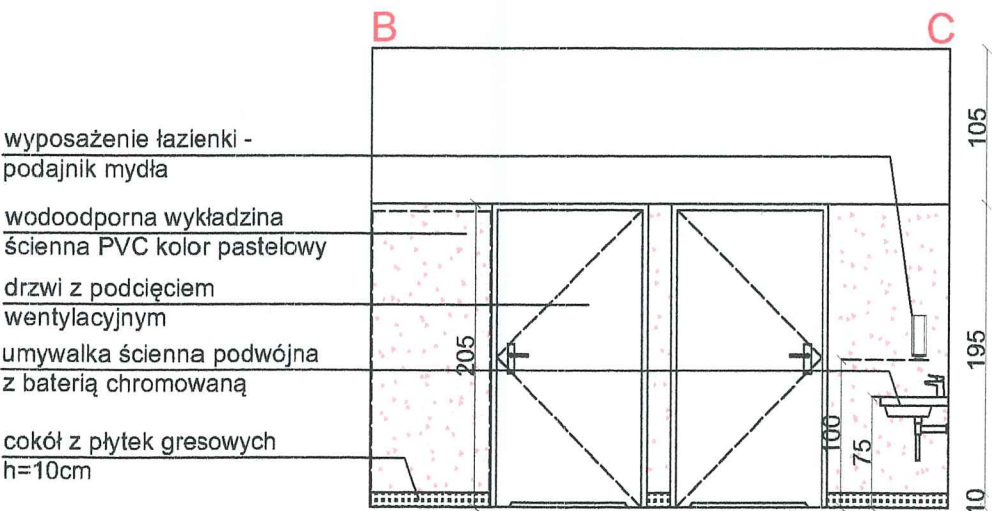 B
C
wyposażenie łazienki -
podajnik mydła
wodoodporna wykładzina
ścienna PVC kolor pastelowy
drzwi z podcięciem
wentylacyjnym
umywalka ścienna podwójna
z baterią chromowaną
cokół z płytek gresowych
h=10cm
205
100
75
105
195
10